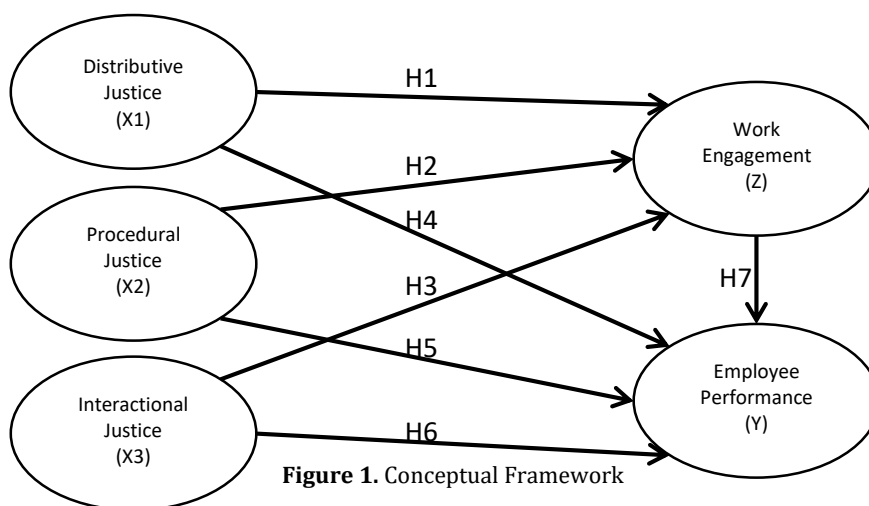 Distributive
Justice
(X1)
H1
Work
Engagement
(Z)
H2
H4
Procedural
Justice
(X2)
H3
H7
H5
Interactional
Justice
(X3)
H6
Employee
Performance
(Y)
Figure 1. Conceptual Framework